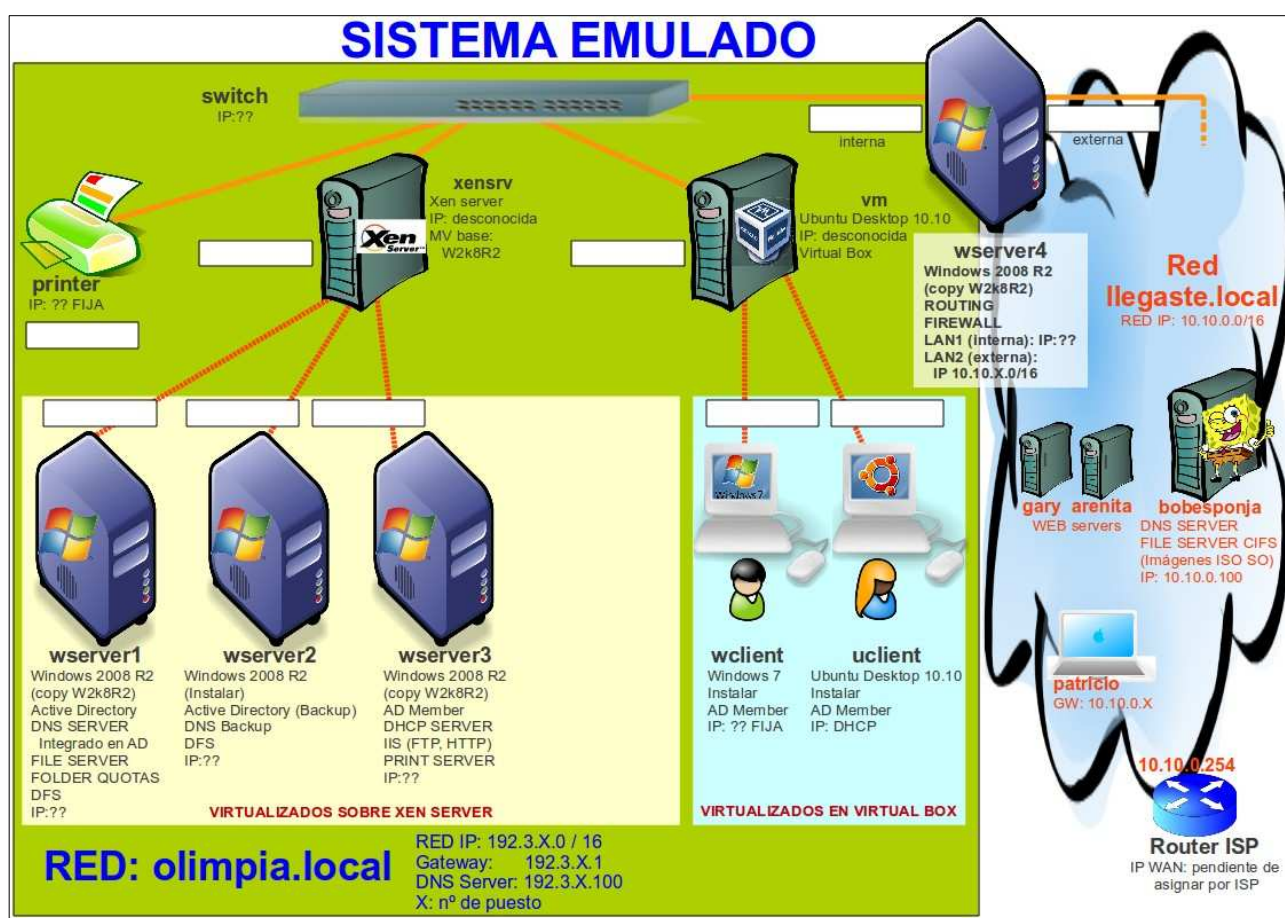 SISTEMA EMULADO
switch
IP:??
interna
externa
printer
IP: ?? FIJA
xensrv
Xen server
IP: desconocida
MV base:
W2k8R2
Xen
Server
vm
Ubuntu Desktop 10.10
IP: desconocida
Virtual Box
wserver4
Windows 2008 R2
(copy W2k8R2)
ROUTING
FIREWALL
LAN1 (interna): IP:??
LAN2 (externa):
IP 10.10.X.0/16
Red
llegaste.local
RED IP: 10.10.0.0/16
gary arenita
WEB servers
bobesponja
DNS SERVER
FILE SERVER CIFS
(Imágenes ISO SO)
IP: 10.10.0.100
patricio
GW: 10.10.0.X
10.10.0.254
Router ISP
IP WAN: pendiente de
asignar por ISP
wserver1
Windows 2008 R2
(copy W2k8R2)
Active Directory
DNS SERVER
Integrado en AD
FILE SERVER
FOLDER QUOTAS
DFS
IP:??
wserver2
Windows 2008 R2
(Instalar)
Active Directory (Backup)
DNS Backup
DFS
IP:??
wserver3
Windows 2008 R2
(copy W2k8R2)
AD Member
DHCP SERVER
IIS (FTP, HTTP)
PRINT SERVER
IP:??
VIRTUALIZADOS SOBRE XEN SERVER
Windows7
wclient
Windows 7
Instalar
AD Member
IP: ?? FIJA
uclient
Ubuntu Desktop 10.10
Instalar
AD Member
IP: DHCP
VIRTUALIZADOS EN VIRTUAL BOX
RED: olimpia.local
RED IP: 192.3.X.0 / 16
Gateway: 192.3.X.1
DNS Server: 192.3.X.100
X: nº de puesto